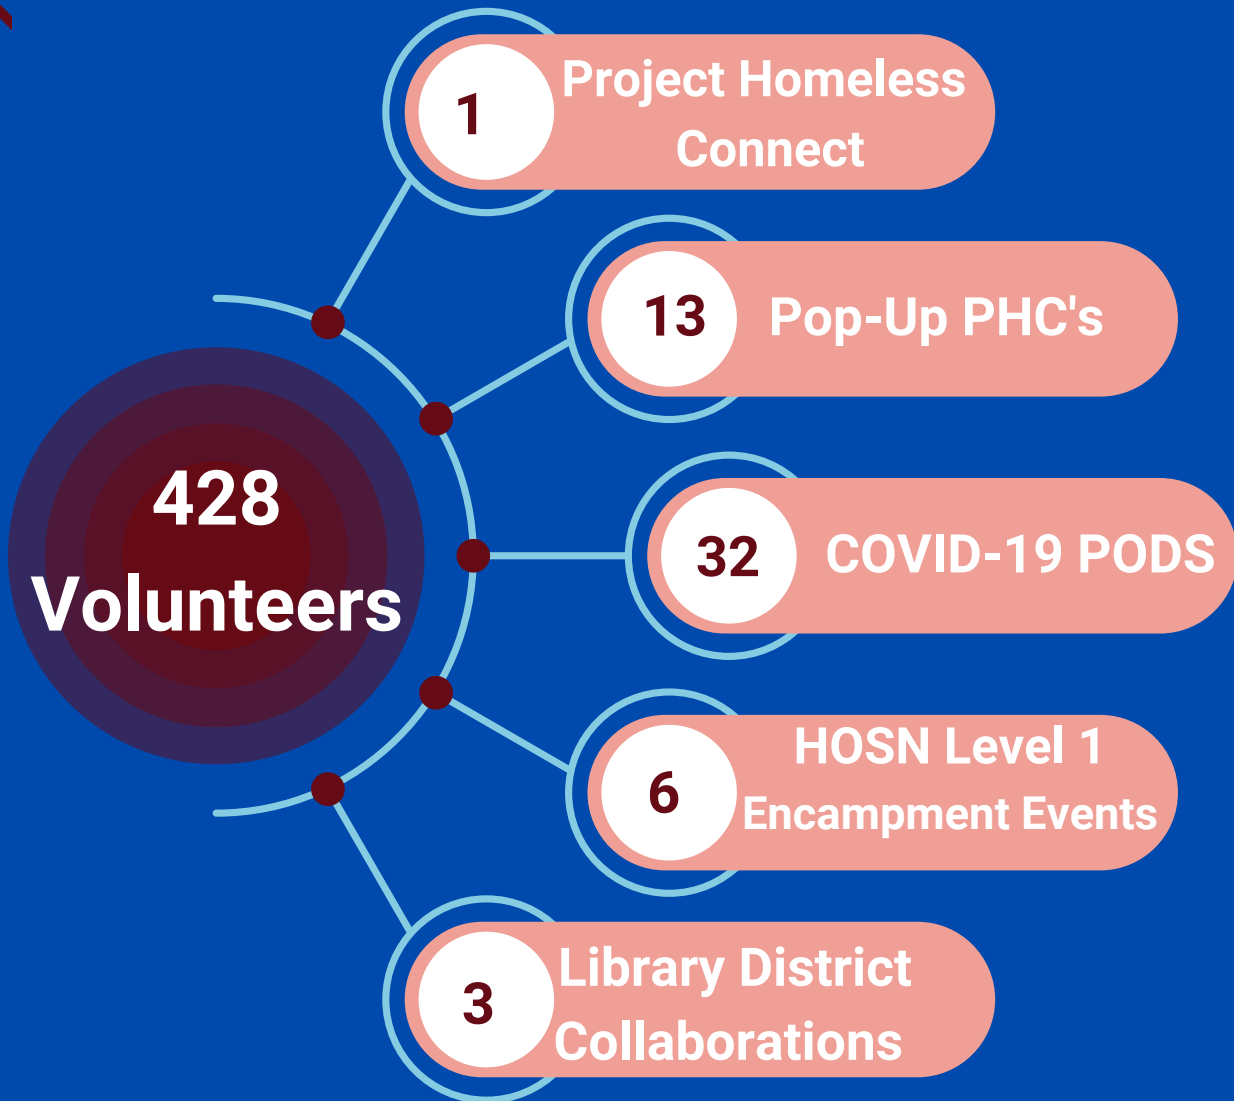 1
Project Homeless
Connect
13
Pop-Up PHC's
428
Volunteers
32
COVID-19 PODS
6
HOSN Level 1
Encampment Events
3
Library District
Collaborations